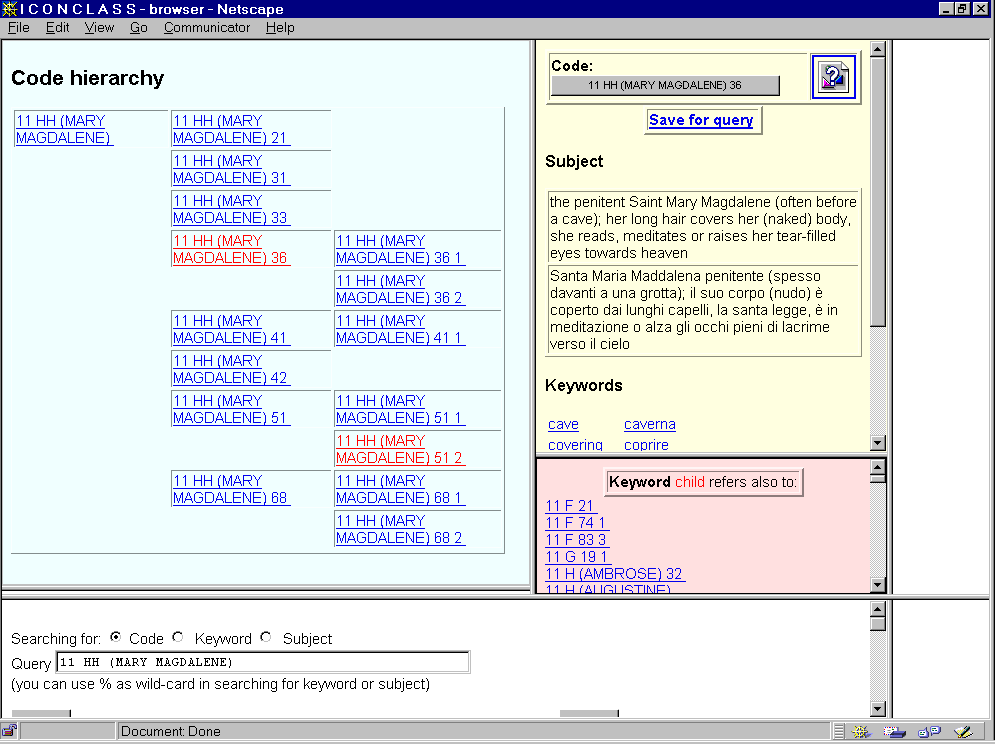 I C O N C L A S S - browser - Netscape
File Edit View Go Communicator Help
Code hierarchy
11 HH (MARY
MAGDALENE)
11 HH (MARY
MAGDALENE) 21
11 HH (MARY
MAGDALENE) 31
11 HH (MARY
MAGDALENE) 33
11 HH (MARY
MAGDALENE) 36
11 HH (MARY
MAGDALENE) 36 1
11 HH (MARY
MAGDALENE) 36 2
11 HH (MARY
MAGDALENE) 41
11 HH (MARY
MAGDALENE) 41 1
11 HH (MARY
MAGDALENE) 42
11 HH (MARY
MAGDALENE) 51
11 HH (MARY
MAGDALENE) 51 1
11 HH (MARY
MAGDALENE) 51 2
11 HH (MARY
MAGDALENE) 68
11 HH (MARY
MAGDALENE) 68 1
11 HH (MARY
MAGDALENE) 68 2
Code:
11 HH (MARY MAGDALENE) 36
Save for query
Subject
the penitent Saint Mary Magdalene (often before
a cave); her long hair covers her (naked) body,
she reads, meditates or raises her tear-filled
eyes towards heaven
Santa Maria Maddalena penitente (spesso
davanti a una grotta); il suo corpo (nudo) è
coperto dai lunghi capelli, la santa legge, è in
meditazione o alza gli occhi pieni di lacrime
verso il cielo
Keywords
cave caverna
covering coprire
Keyword child refers also to:
11 F 21
11 F 74 1
11 F 83 3
11 G 19 1
11 H (AMBROSE) 32
11 H (AUGUSTINE)
Searching for: Code Keyword Subject
Query 11 HH (MARY MAGDALENE)
(you can use % as wild-card in searching for keyword or subject)
Document: Done